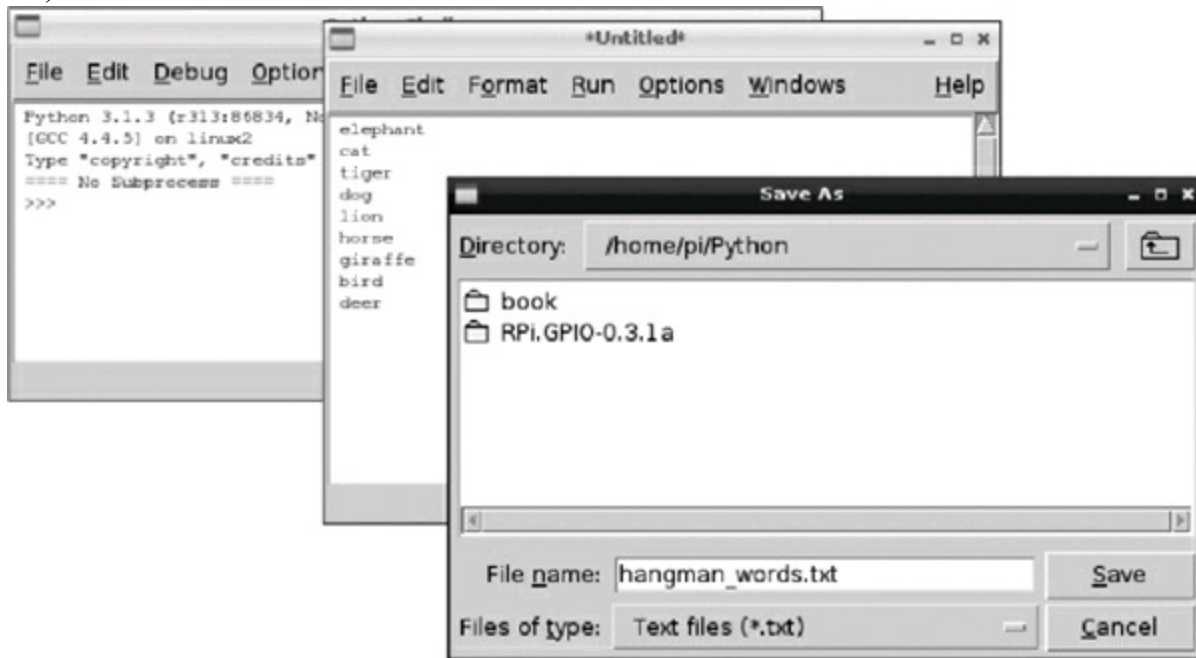 File Edit Debug Option
Python 3.1.3 (r313:86834, No
[GCC 4.4.5] on linux2
Type "copyright", "credits"
==== No Subprocess ====
>>>
*Untitled*
File Edit Format Run Options Windows Help
elephant
cat
tiger
dog
lion
horse
giraffe
bird
deer
Save As
Directory: /home/pi/Python
book
RPi.GPIO-0.3.1a
File name: hangman_words.txt Save
Files of type: Text files (*.txt) Cancel